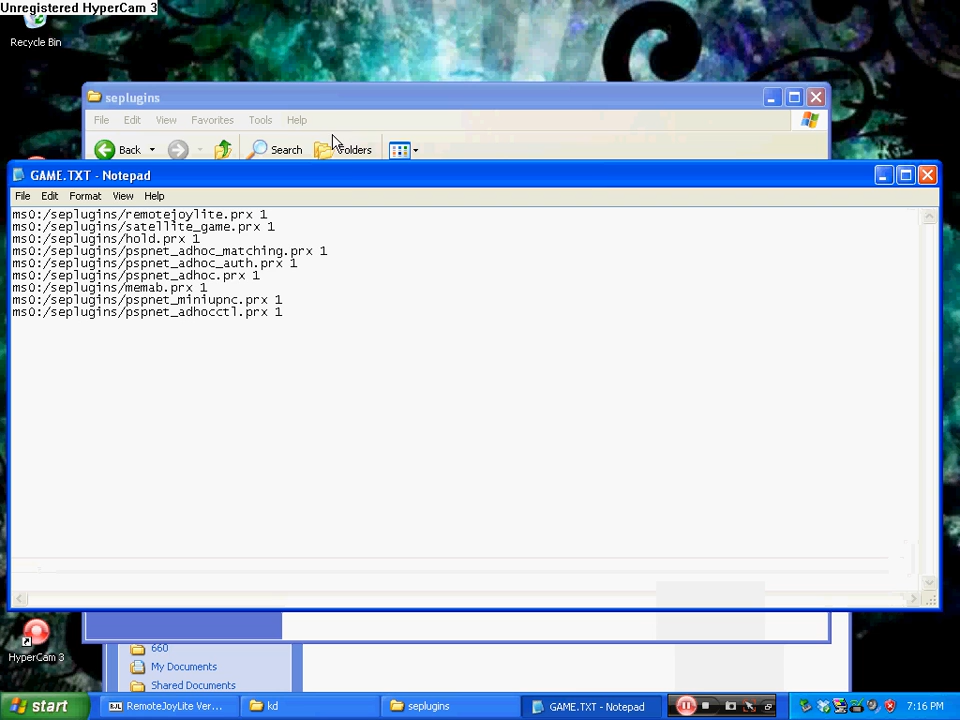 Unregistered HyperCam 3
Recycle Bin
seplugins
File Edit View Favorites Tools Help
Back Search Folders
GAME.TXT - Notepad
File Edit Format View Help
ms0:/seplugins/remotejoylite.prx 1
ms0:/seplugins/satellite_game.prx 1
ms0:/seplugins/hold.prx 1
ms0:/seplugins/pspnet_adhoc_matching.prx 1
ms0:/seplugins/pspnet_adhoc_auth.prx 1
ms0:/seplugins/pspnet_adhoc.prx 1
ms0:/seplugins/memab.prx 1
ms0:/seplugins/pspnet_miniupnc.prx 1
ms0:/seplugins/pspnet_adhocctl.prx 1
HyperCam 3
660
My Documents
Shared Documents
start
RJL RemoteJoyLite Ver...
kd
seplugins
GAME.TXT - Notepad
7:16 PM